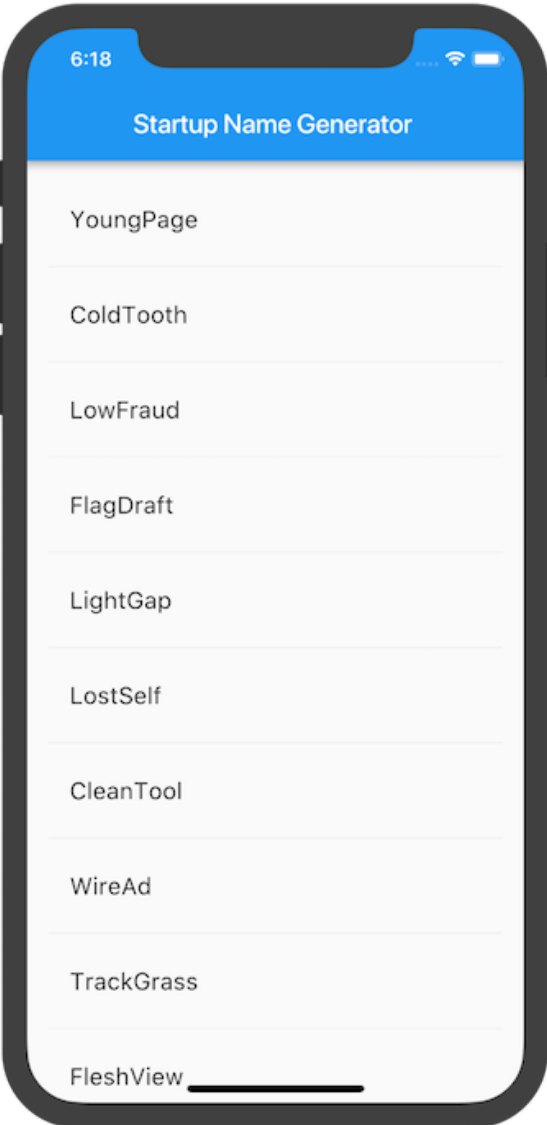 6:18
Startup Name Generator
YoungPage
ColdTooth
LowFraud
FlagDraft
LightGap
LostSelf
CleanTool
WireAd
TrackGrass
FleshView